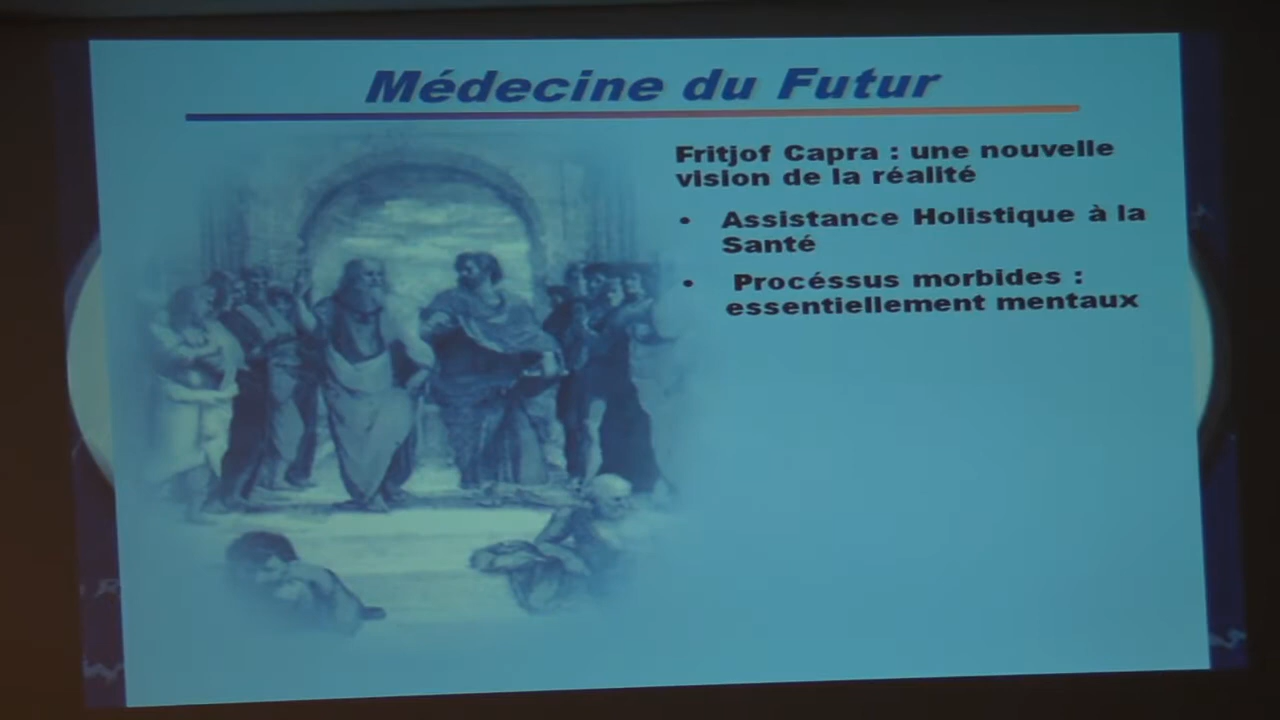 Médecine du Futur
Fritjof Capra : une nouvelle
vision de la réalité
• Assistance Holistique à la
Santé
• Procéssus morbides :
essentiellement mentaux